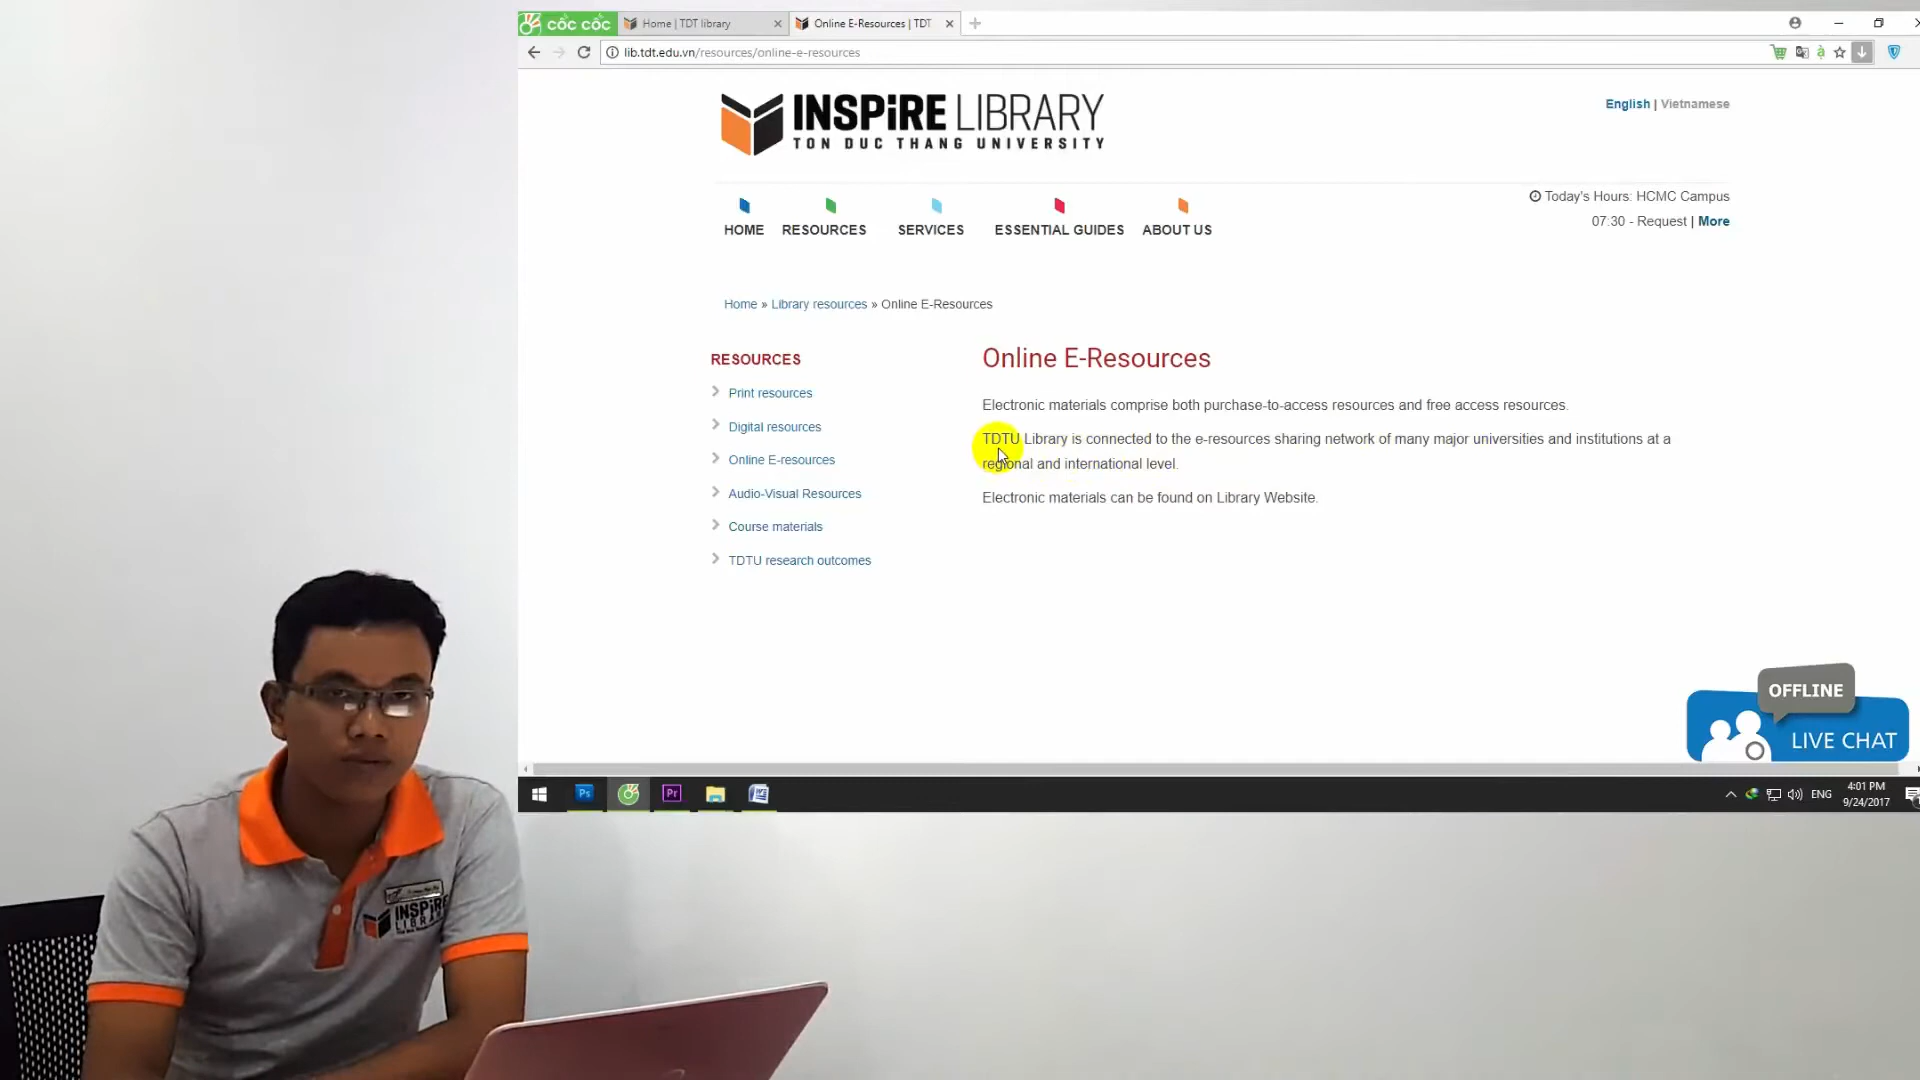 cốc cốc
Home | TDT library
Online E-Resources | TDT
lib.tdt.edu.vn/resources/online-e-resources
INSPiRE LIBRARY
TON DUC THANG UNIVERSITY
English | Vietnamese
Today's Hours: HCMC Campus
07:30 - Request | More
HOME
RESOURCES
SERVICES
ESSENTIAL GUIDES
ABOUT US
Home » Library resources » Online E-Resources
RESOURCES
Print resources
Digital resources
Online E-resources
Audio-Visual Resources
Course materials
TDTU research outcomes
Online E-Resources
Electronic materials comprise both purchase-to-access resources and free access resources.
TDTU Library is connected to the e-resources sharing network of many major universities and institutions at a
regional and international level.
Electronic materials can be found on Library Website.
OFFLINE
LIVE CHAT
Ps
Pr
ENG
4:01 PM
9/24/2017
INSPiRE
LIBRARY